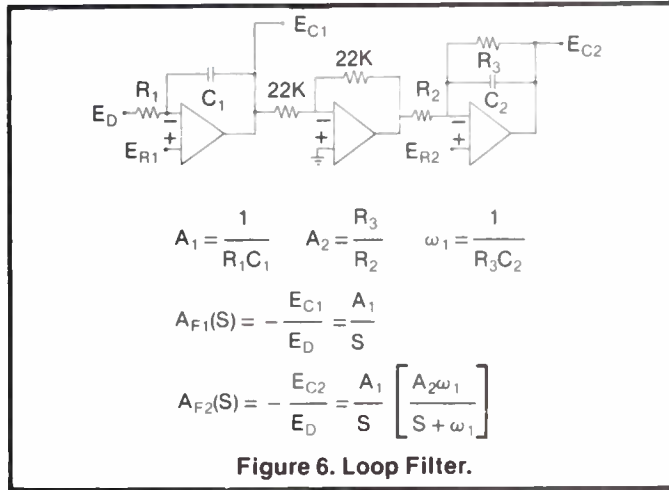 E_C1
E_C2
22K
R_3
R_1
C_1
22K
R_2
C_2
E_D
−
+
E_R1
−
+
−
+
E_R2
A_1 = 1/(R_1C_1) A_2 = R_3/R_2 ω_1 = 1/(R_3C_2)
A_F1(S) = − E_C1/E_D = A_1/S
A_F2(S) = − E_C2/E_D = A_1/S [A_2ω_1/(S + ω_1)]
Figure 6. Loop Filter.